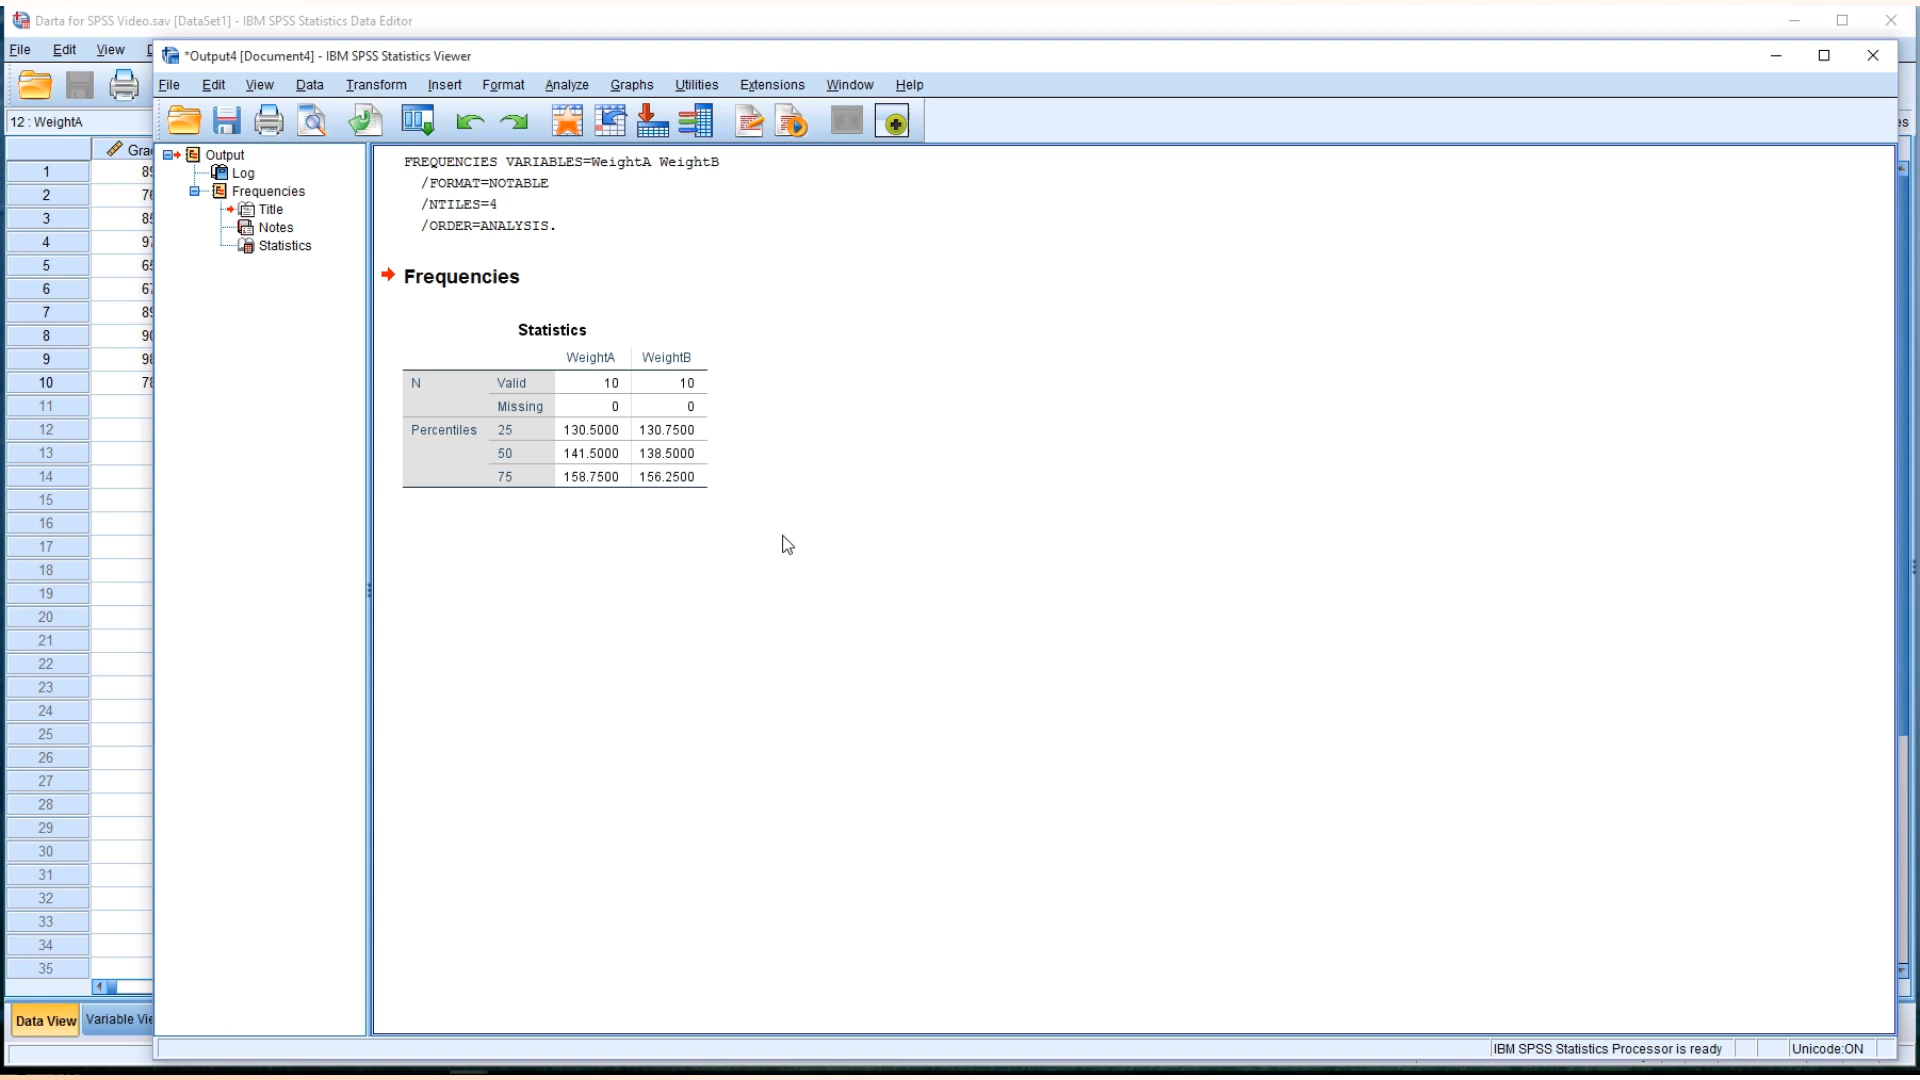 Darta for SPSS Video.sav [DataSet1] - IBM SPSS Statistics Data Editor
File Edit View
*Output4 [Document4] - IBM SPSS Statistics Viewer
File Edit View Data Transform Insert Format Analyze Graphs Utilities Extensions Window Help
12 : WeightA
Output
Log
Frequencies
Title
Notes
Statistics
FREQUENCIES VARIABLES=WeightA WeightB
/FORMAT=NOTABLE
/NTILES=4
/ORDER=ANALYSIS.
Frequencies
Statistics
WeightA WeightB
N Valid 10 10
Missing 0 0
Percentiles 25 130.5000 130.7500
50 141.5000 138.5000
75 158.7500 156.2500
1
2
3
4
5
6
7
8
9
10
11
12
13
14
15
16
17
18
19
20
21
22
23
24
25
26
27
28
29
30
31
32
33
34
35
Data View Variable Vie
IBM SPSS Statistics Processor is ready Unicode:ON